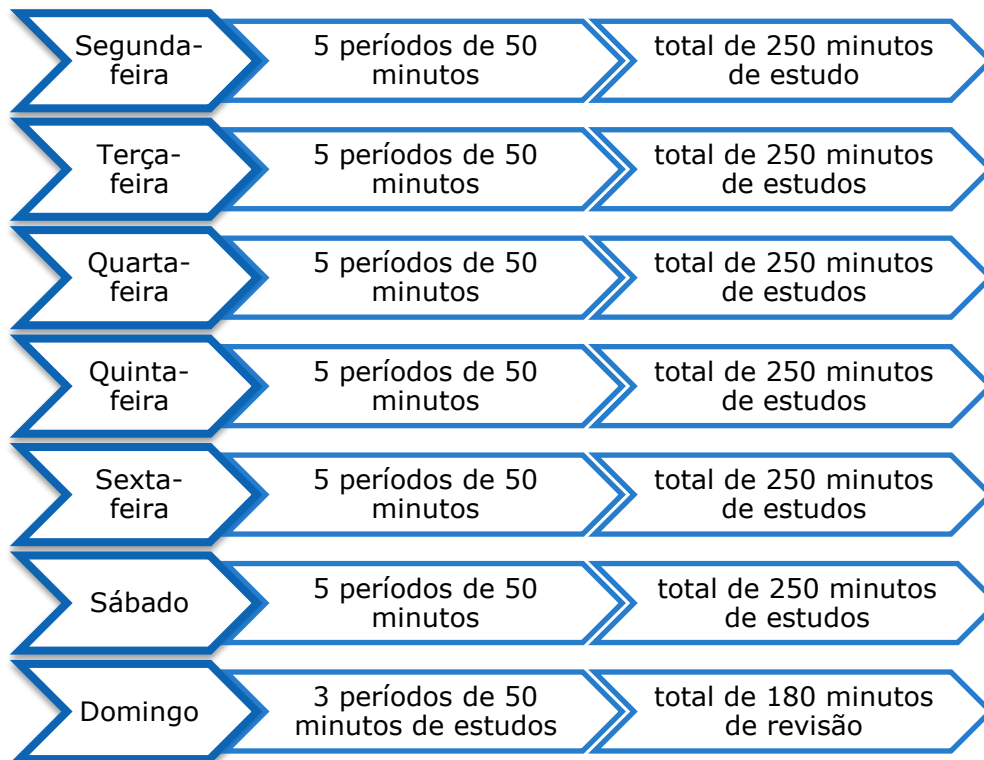 Segunda-
feira
5 períodos de 50
minutos
total de 250 minutos
de estudo
Terça-
feira
5 períodos de 50
minutos
total de 250 minutos
de estudos
Quarta-
feira
5 períodos de 50
minutos
total de 250 minutos
de estudos
Quinta-
feira
5 períodos de 50
minutos
total de 250 minutos
de estudos
Sexta-
feira
5 períodos de 50
minutos
total de 250 minutos
de estudos
Sábado
5 períodos de 50
minutos
total de 250 minutos
de estudos
Domingo
3 períodos de 50
minutos de estudos
total de 180 minutos
de revisão